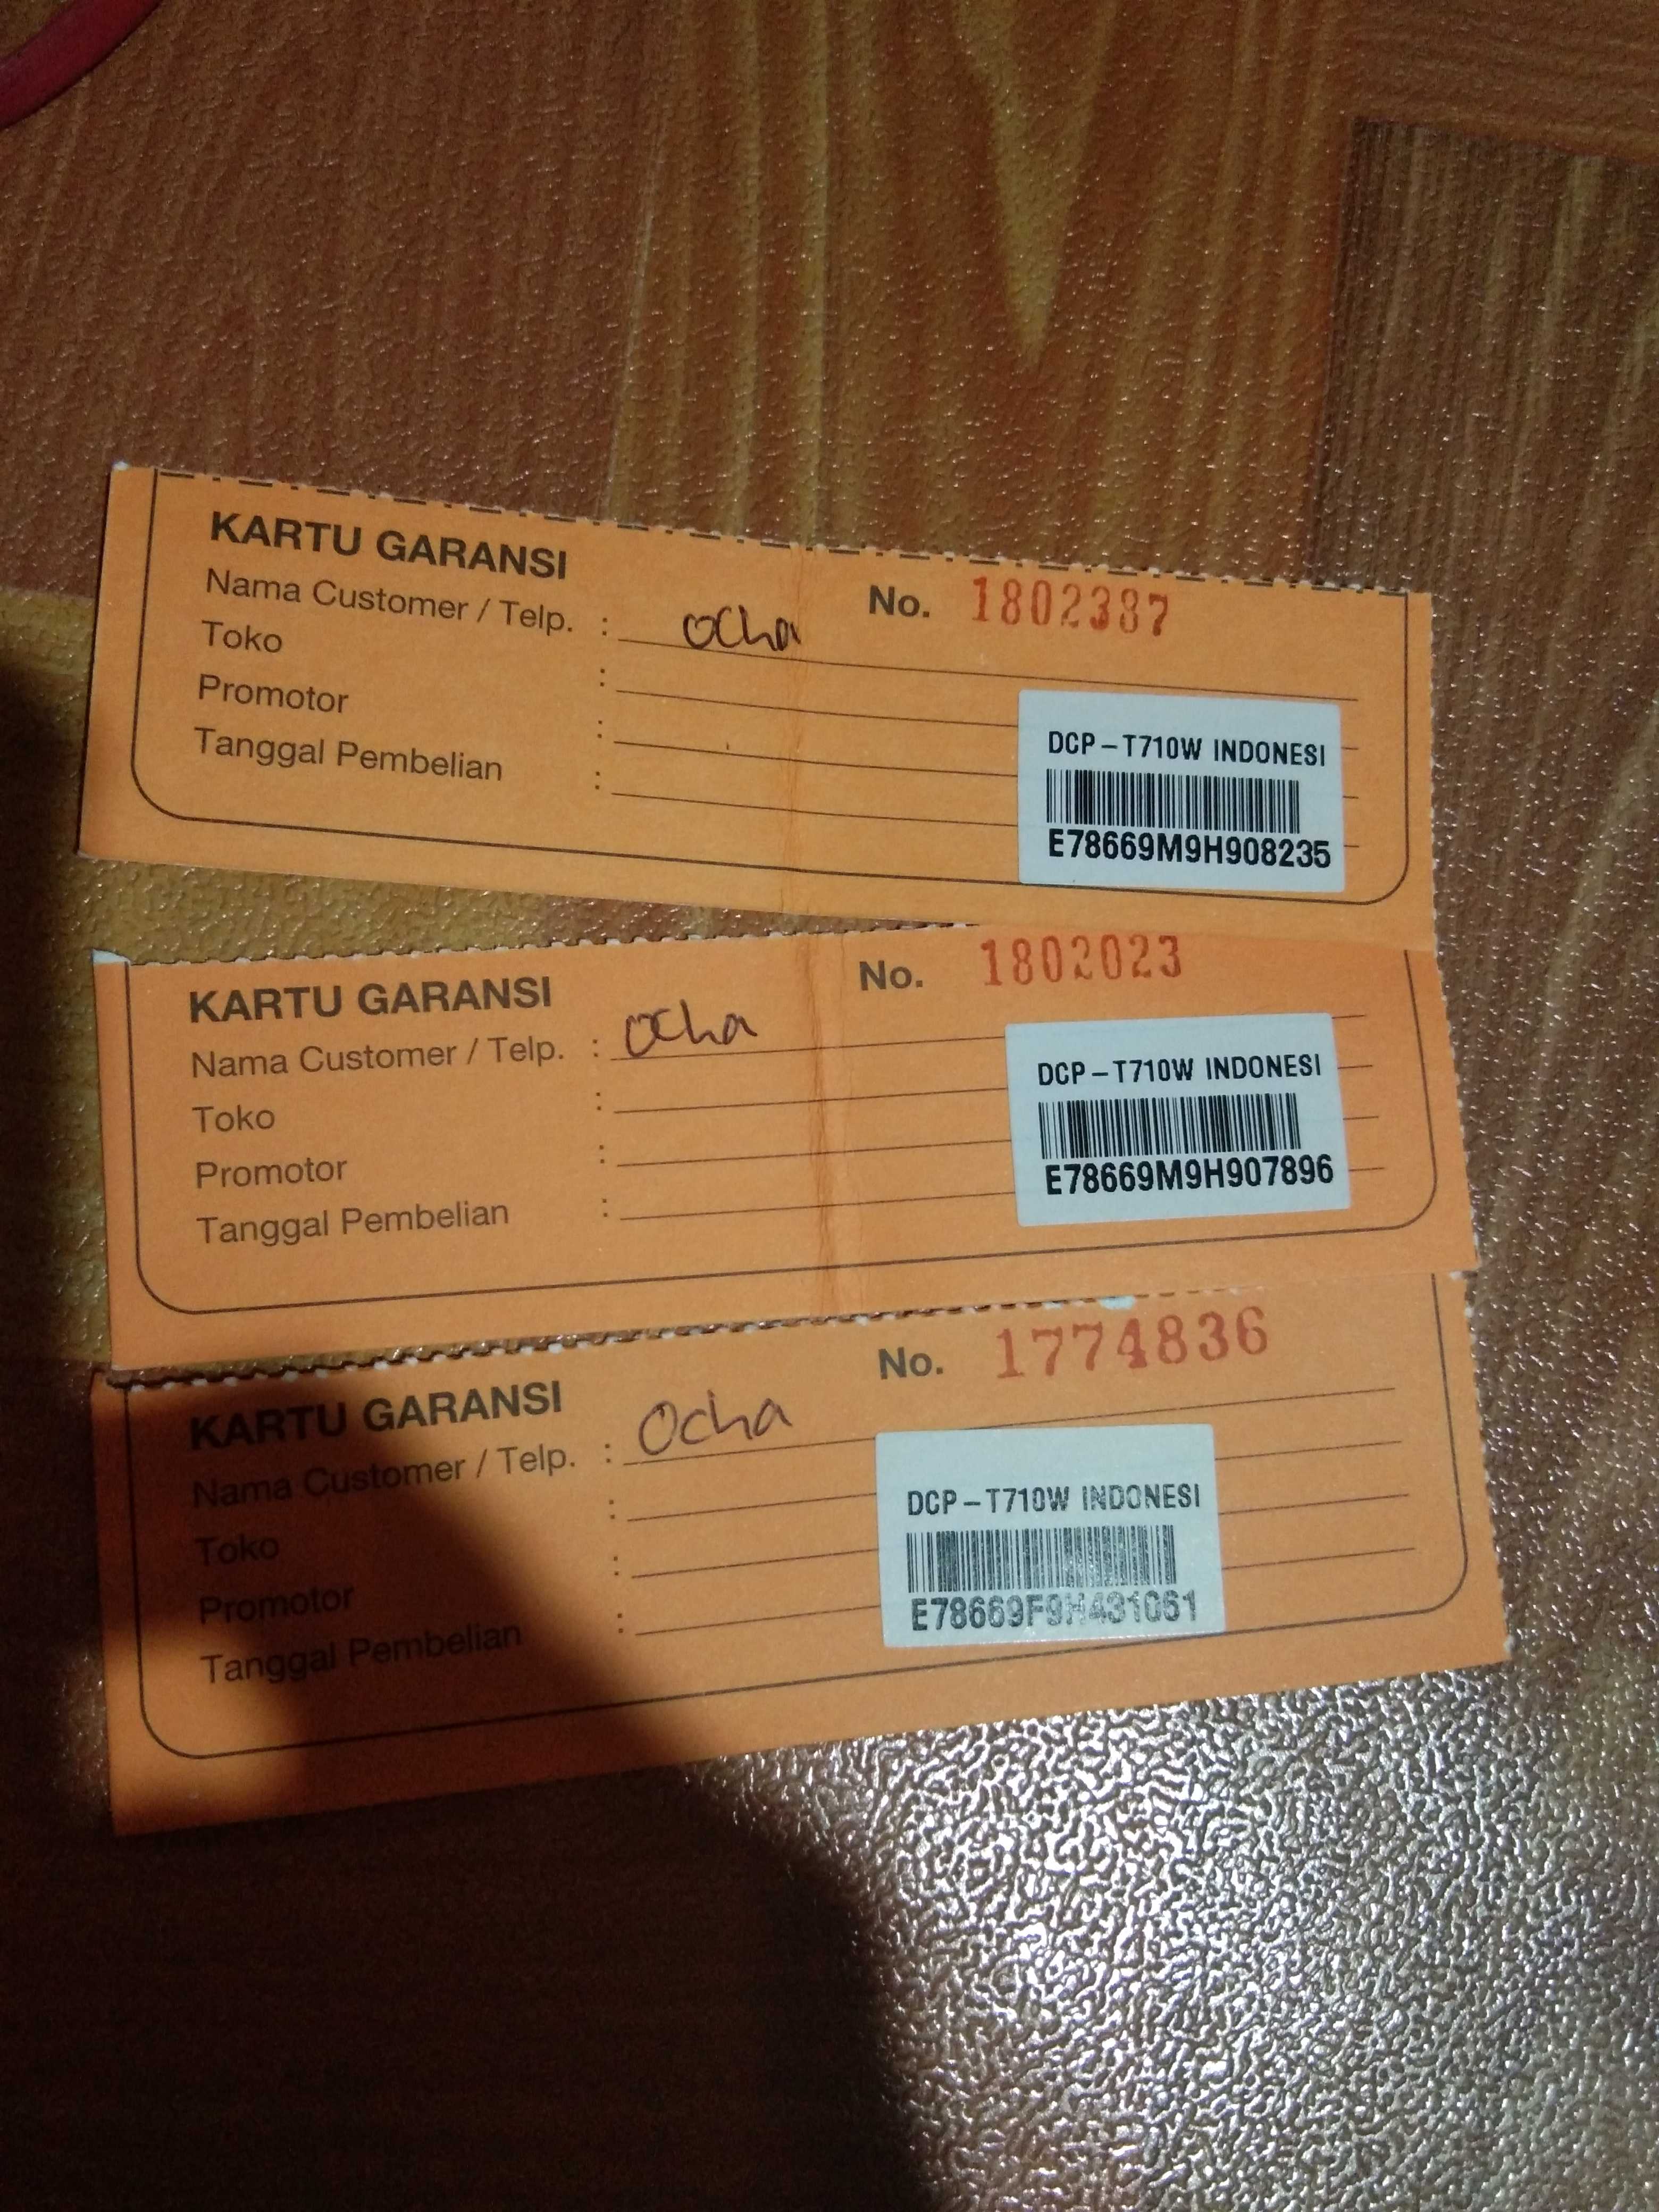 KARTU GARANSI
No. 1802387
Nama Customer / Telp. : ocha
Toko :
Promotor :
Tanggal Pembelian :
DCP-T710W INDONESI
E78669M9H908235
KARTU GARANSI
No. 1802023
Nama Customer / Telp. : ocha
Toko :
Promotor :
Tanggal Pembelian :
DCP-T710W INDONESI
E78669M9H907896
KARTU GARANSI
No. 1774836
Nama Customer / Telp. : Ocha
Toko :
Promotor :
Tanggal Pembelian :
DCP-T710W INDONESI
E78669F9H431061